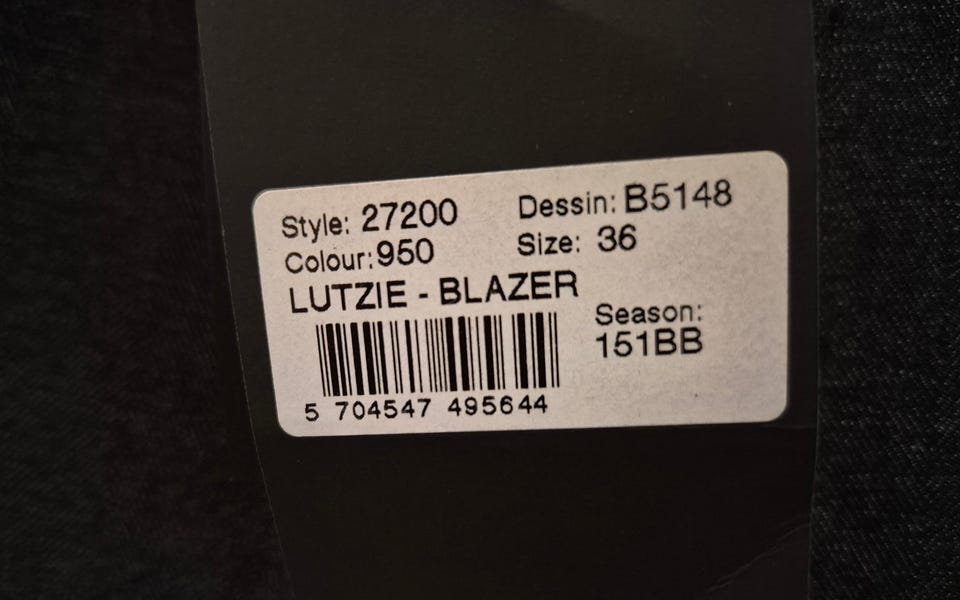 Style: 27200 Dessin: B5148
Colour: 950 Size: 36
LUTZIE - BLAZER
Season:
151BB
5 704547 495644